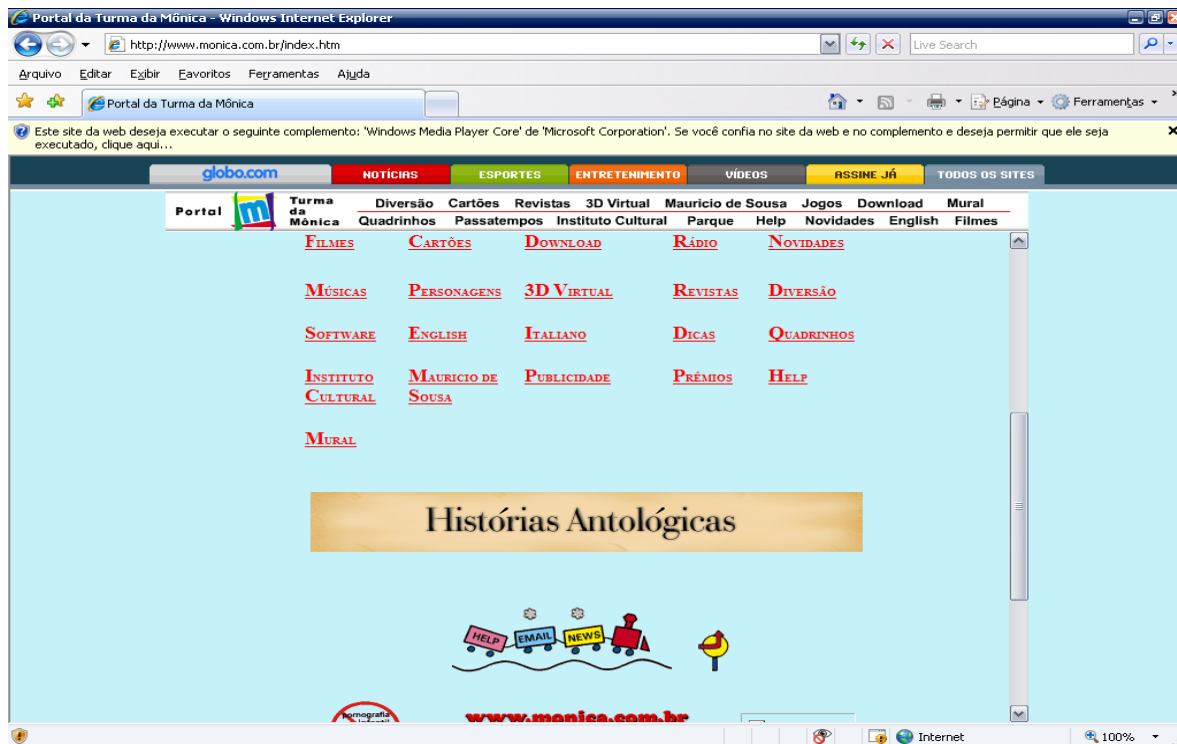 Portal da Turma da Mônica - Windows Internet Explorer
http://www.monica.com.br/index.htm
Live Search
Arquivo Editar Exibir Favoritos Ferramentas Ajuda
Portal da Turma da Mônica
Página Ferramentas
Este site da web deseja executar o seguinte complemento: 'Windows Media Player Core' de 'Microsoft Corporation'. Se você confia no site da web e no complemento e deseja permitir que ele seja
executado, clique aqui...
globo.com NOTÍCIAS ESPORTES ENTRETENIMENTO VÍDEOS ASSINE JÁ TODOS OS SITES
Portal m Turma da Mônica
Diversão Cartões Revistas 3D Virtual Mauricio de Sousa Jogos Download Mural
Quadrinhos Passatempos Instituto Cultural Parque Help Novidades English Filmes
FILMES CARTÕES DOWNLOAD RÁDIO NOVIDADES
MÚSICAS PERSONAGENS 3D VIRTUAL REVISTAS DIVERSÃO
SOFTWARE ENGLISH ITALIANO DICAS QUADRINHOS
INSTITUTO MAURICIO DE PUBLICIDADE PRÊMIOS HELP
CULTURAL SOUSA
MURAL
Histórias Antológicas
HELP EMAIL NEWS
pornografia
infantil
www.monica.com.br
Internet 100%